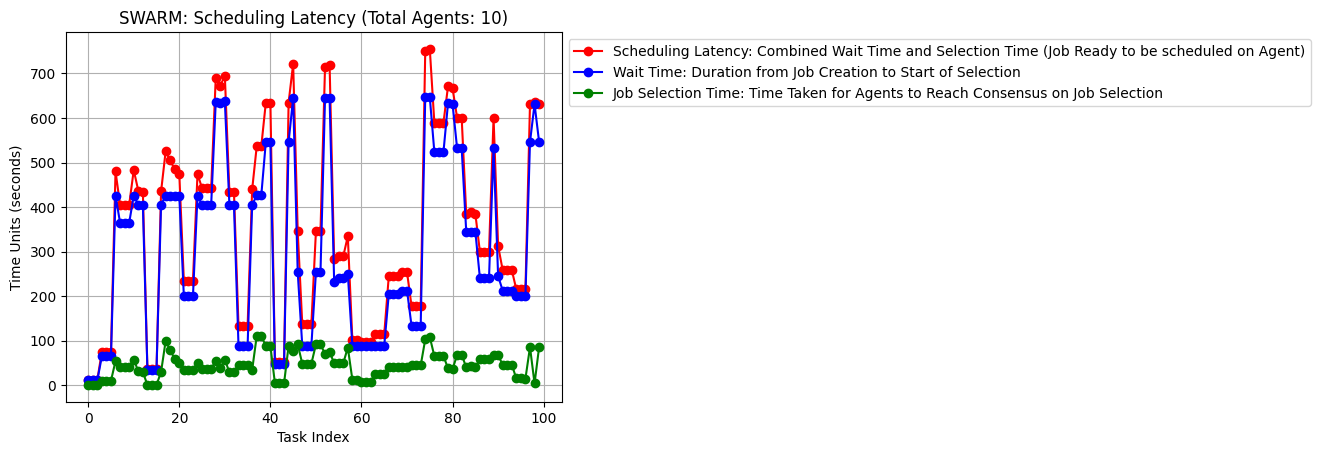 SWARM: Scheduling Latency (Total Agents: 10)
Scheduling Latency: Combined Wait Time and Selection Time (Job Ready to be scheduled on Agent)
Wait Time: Duration from Job Creation to Start of Selection
Job Selection Time: Time Taken for Agents to Reach Consensus on Job Selection
Time Units (seconds)
700
600
500
400
300
200
100
0
0 20 40 60 80 100
Task Index